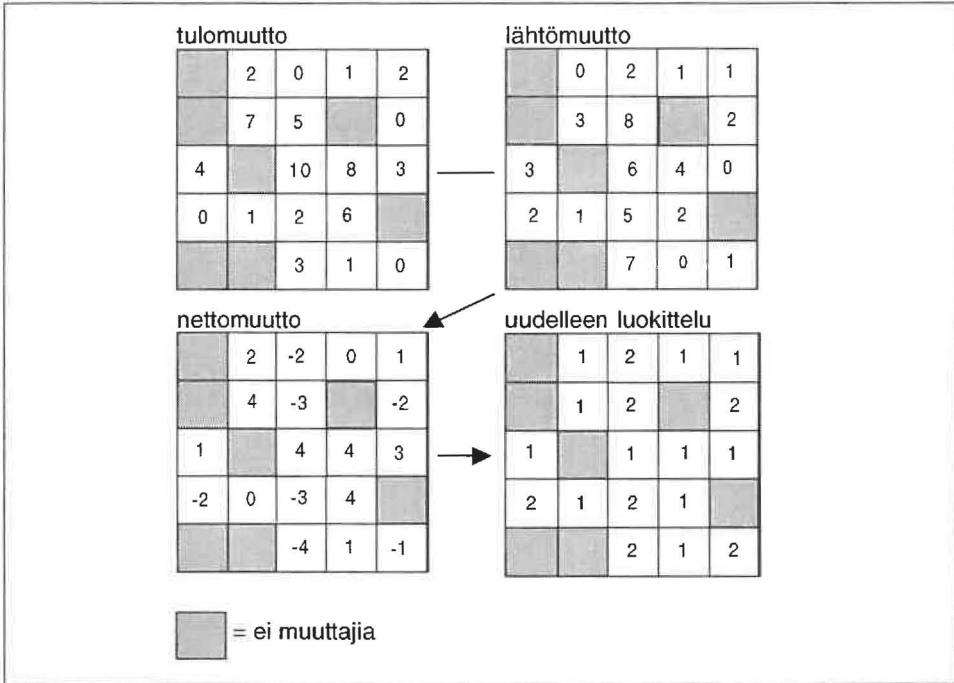 tulomuutto lähtömuutto
2 0 1 2 0 2 1 1
7 5 0 3 8 2
4 10 8 3 3 6 4 0
0 1 2 6 2 1 5 2
3 1 0 7 0 1
nettomuutto uudelleen luokittelu
2 -2 0 1 1 2 1 1
4 -3 -2 1 2 2
1 4 4 3 1 1 1 1
-2 0 -3 4 2 1 2 1
-4 1 -1 2 1 2
= ei muuttajia